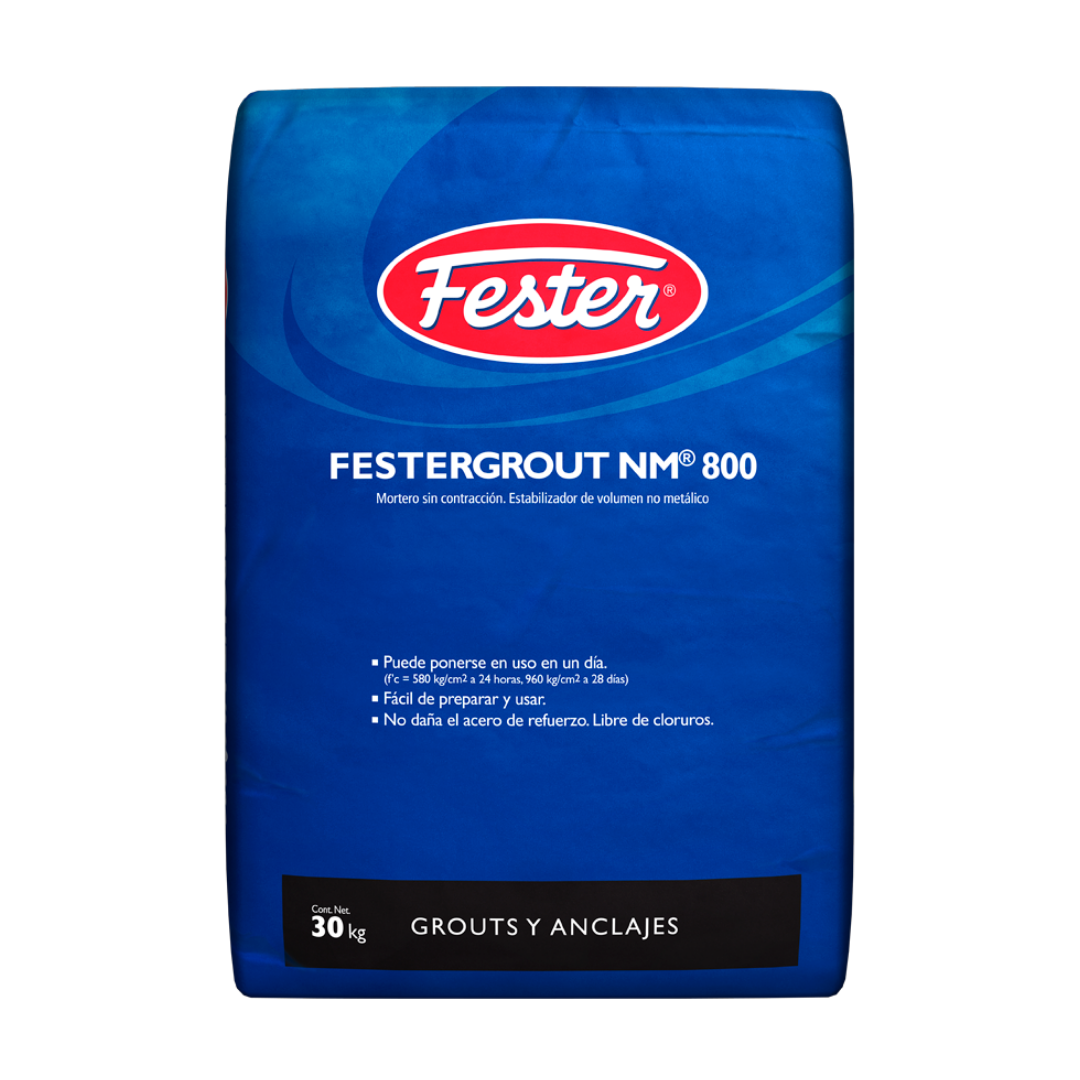 Fester®
FESTERGROUT NM® 800
Mortero sin contracción. Estabilizador de volumen no metálico
▪ Puede ponerse en uso en un día.
(f'c = 580 kg/cm2 a 24 horas, 960 kg/cm2 a 28 días)
▪ Fácil de preparar y usar.
▪ No daña el acero de refuerzo. Libre de cloruros.
Cont. Net.
30 kg
GROUTS Y ANCLAJES